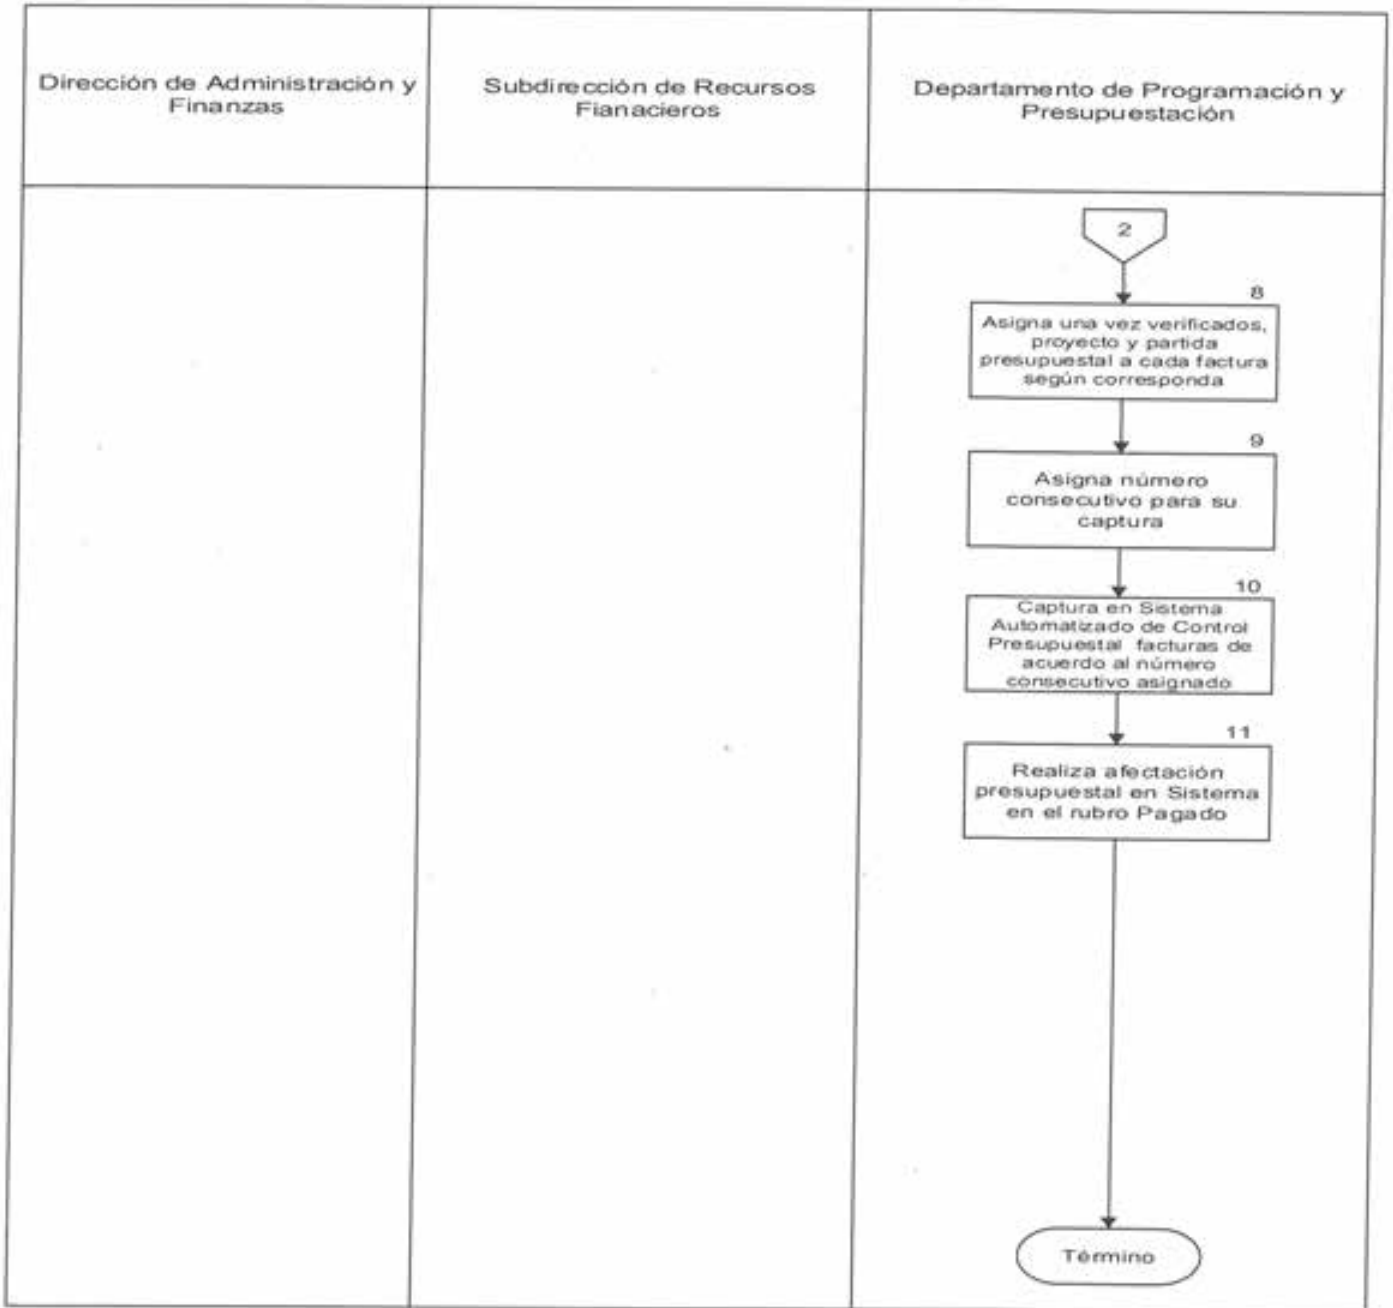 Dirección de Administración y
Finanzas
Subdirección de Recursos
Fianacieros
Departamento de Programación y
Presupuestación
2
8
Asigna una vez verificados,
proyecto y partida
presupuestal a cada factura
según corresponda
9
Asigna número
consecutivo para su
captura
10
Captura en Sistema
Automatizado de Control
Presupuestal facturas de
acuerdo al número
consecutivo asignado
11
Realiza afectación
presupuestal en Sistema
en el rubro Pagado
Término